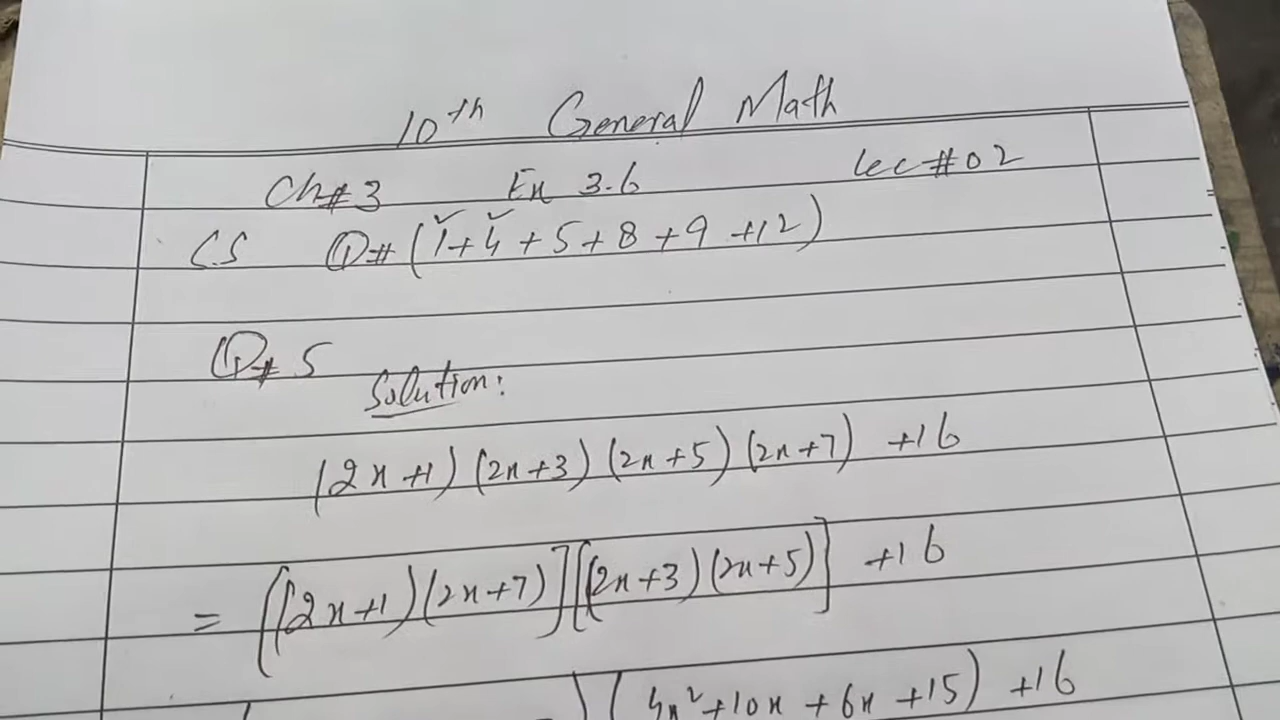 10th General Math
Ch#3 Ex 3.6 Lec#02
CS Q#(1+4+5+8+9+12)
Q#5
Solution:
(2x+1)(2x+3)(2x+5)(2x+7) +16
= [(2x+1)(2x+7)][(2x+3)(2x+5)] +16
)(4x²+10x+6x+15) +16